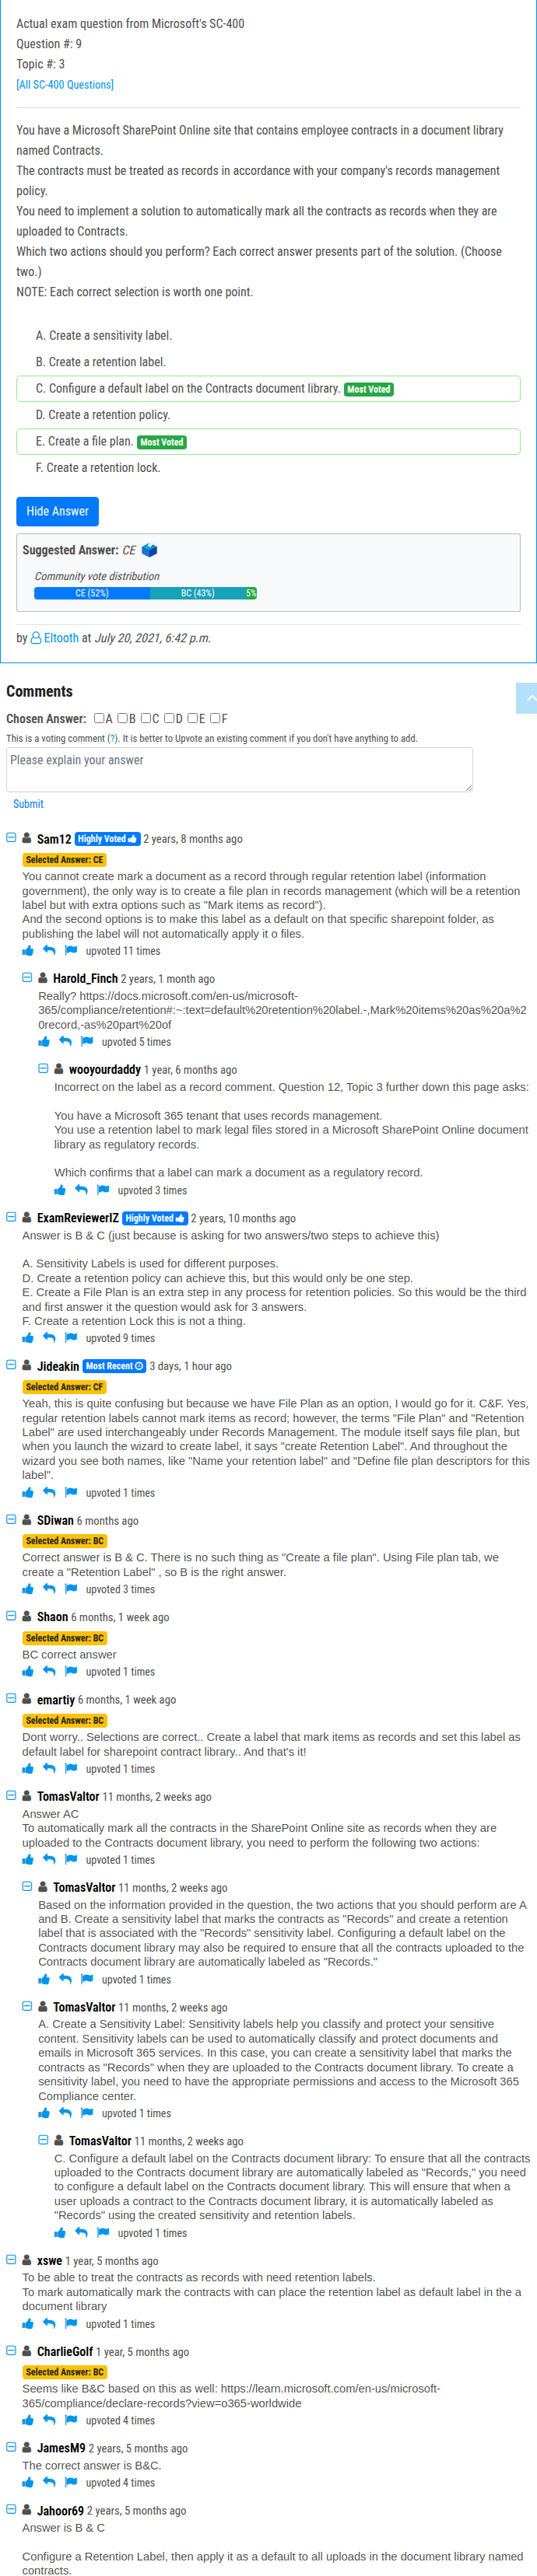 Actual exam question from Microsoft's SC-400
Question #: 9
Topic #: 3
[All SC-400 Questions]
You have a Microsoft SharePoint Online site that contains employee contracts in a document library
named Contracts.
The contracts must be treated as records in accordance with your company's records management
policy.
You need to implement a solution to automatically mark all the contracts as records when they are
uploaded to Contracts.
Which two actions should you perform? Each correct answer presents part of the solution. (Choose
two.)
NOTE: Each correct selection is worth one point.
A. Create a sensitivity label.
B. Create a retention label.
C. Configure a default label on the Contracts document library. Most Voted
D. Create a retention policy.
E. Create a file plan. Most Voted
F. Create a retention lock.
Hide Answer
Suggested Answer: CE
Community vote distribution
CE (52%) BC (43%) 5%
by Eltooth at July 20, 2021, 6:42 p.m.
Comments
Chosen Answer: A B C D E F
This is a voting comment (?). It is better to Upvote an existing comment if you don't have anything to add.
Please explain your answer
Submit
Sam12 Highly Voted 2 years, 8 months ago
Selected Answer: CE
You cannot create mark a document as a record through regular retention label (information
government), the only way is to create a file plan in records management (which will be a retention
label but with extra options such as "Mark items as record").
And the second options is to make this label as a default on that specific sharepoint folder, as
publishing the label will not automatically apply it o files.
upvoted 11 times
Harold_Finch 2 years, 1 month ago
Really? https://docs.microsoft.com/en-us/microsoft-
365/compliance/retention#:~:text=default%20retention%20label.-,Mark%20items%20as%20a%2
0record,-as%20part%20of
upvoted 5 times
wooyourdaddy 1 year, 6 months ago
Incorrect on the label as a record comment. Question 12, Topic 3 further down this page asks:
You have a Microsoft 365 tenant that uses records management.
You use a retention label to mark legal files stored in a Microsoft SharePoint Online document
library as regulatory records.
Which confirms that a label can mark a document as a regulatory record.
upvoted 3 times
ExamReviewerIZ Highly Voted 2 years, 10 months ago
Answer is B & C (just because is asking for two answers/two steps to achieve this)
A. Sensitivity Labels is used for different purposes.
D. Create a retention policy can achieve this, but this would only be one step.
E. Create a File Plan is an extra step in any process for retention policies. So this would be the third
and first answer it the question would ask for 3 answers.
F. Create a retention Lock this is not a thing.
upvoted 9 times
Jideakin Most Recent 3 days, 1 hour ago
Selected Answer: CF
Yeah, this is quite confusing but because we have File Plan as an option, I would go for it. C&F. Yes,
regular retention labels cannot mark items as record; however, the terms "File Plan" and "Retention
Label" are used interchangeably under Records Management. The module itself says file plan, but
when you launch the wizard to create label, it says "create Retention Label". And throughout the
wizard you see both names, like "Name your retention label" and "Define file plan descriptors for this
label".
upvoted 1 times
SDiwan 6 months ago
Selected Answer: BC
Correct answer is B & C. There is no such thing as "Create a file plan". Using File plan tab, we
create a "Retention Label" , so B is the right answer.
upvoted 3 times
Shaon 6 months, 1 week ago
Selected Answer: BC
BC correct answer
upvoted 1 times
emartiy 6 months, 1 week ago
Selected Answer: BC
Dont worry.. Selections are correct.. Create a label that mark items as records and set this label as
default label for sharepoint contract library.. And that's it!
upvoted 1 times
TomasValtor 11 months, 2 weeks ago
Answer AC
To automatically mark all the contracts in the SharePoint Online site as records when they are
uploaded to the Contracts document library, you need to perform the following two actions:
upvoted 1 times
TomasValtor 11 months, 2 weeks ago
Based on the information provided in the question, the two actions that you should perform are A
and B. Create a sensitivity label that marks the contracts as "Records" and create a retention
label that is associated with the "Records" sensitivity label. Configuring a default label on the
Contracts document library may also be required to ensure that all the contracts uploaded to the
Contracts document library are automatically labeled as "Records."
upvoted 1 times
TomasValtor 11 months, 2 weeks ago
A. Create a Sensitivity Label: Sensitivity labels help you classify and protect your sensitive
content. Sensitivity labels can be used to automatically classify and protect documents and
emails in Microsoft 365 services. In this case, you can create a sensitivity label that marks the
contracts as "Records" when they are uploaded to the Contracts document library. To create a
sensitivity label, you need to have the appropriate permissions and access to the Microsoft 365
Compliance center.
upvoted 1 times
TomasValtor 11 months, 2 weeks ago
C. Configure a default label on the Contracts document library: To ensure that all the contracts
uploaded to the Contracts document library are automatically labeled as "Records," you need
to configure a default label on the Contracts document library. This will ensure that when a
user uploads a contract to the Contracts document library, it is automatically labeled as
"Records" using the created sensitivity and retention labels.
upvoted 1 times
xswe 1 year, 5 months ago
To be able to treat the contracts as records with need retention labels.
To mark automatically mark the contracts with can place the retention label as default label in the a
document library
upvoted 1 times
CharlieGolf 1 year, 5 months ago
Selected Answer: BC
Seems like B&C based on this as well: https://learn.microsoft.com/en-us/microsoft-
365/compliance/declare-records?view=o365-worldwide
upvoted 4 times
JamesM9 2 years, 5 months ago
The correct answer is B&C.
upvoted 4 times
Jahoor69 2 years, 5 months ago
Answer is B & C
Configure a Retention Label, then apply it as a default to all uploads in the document library named
contracts.